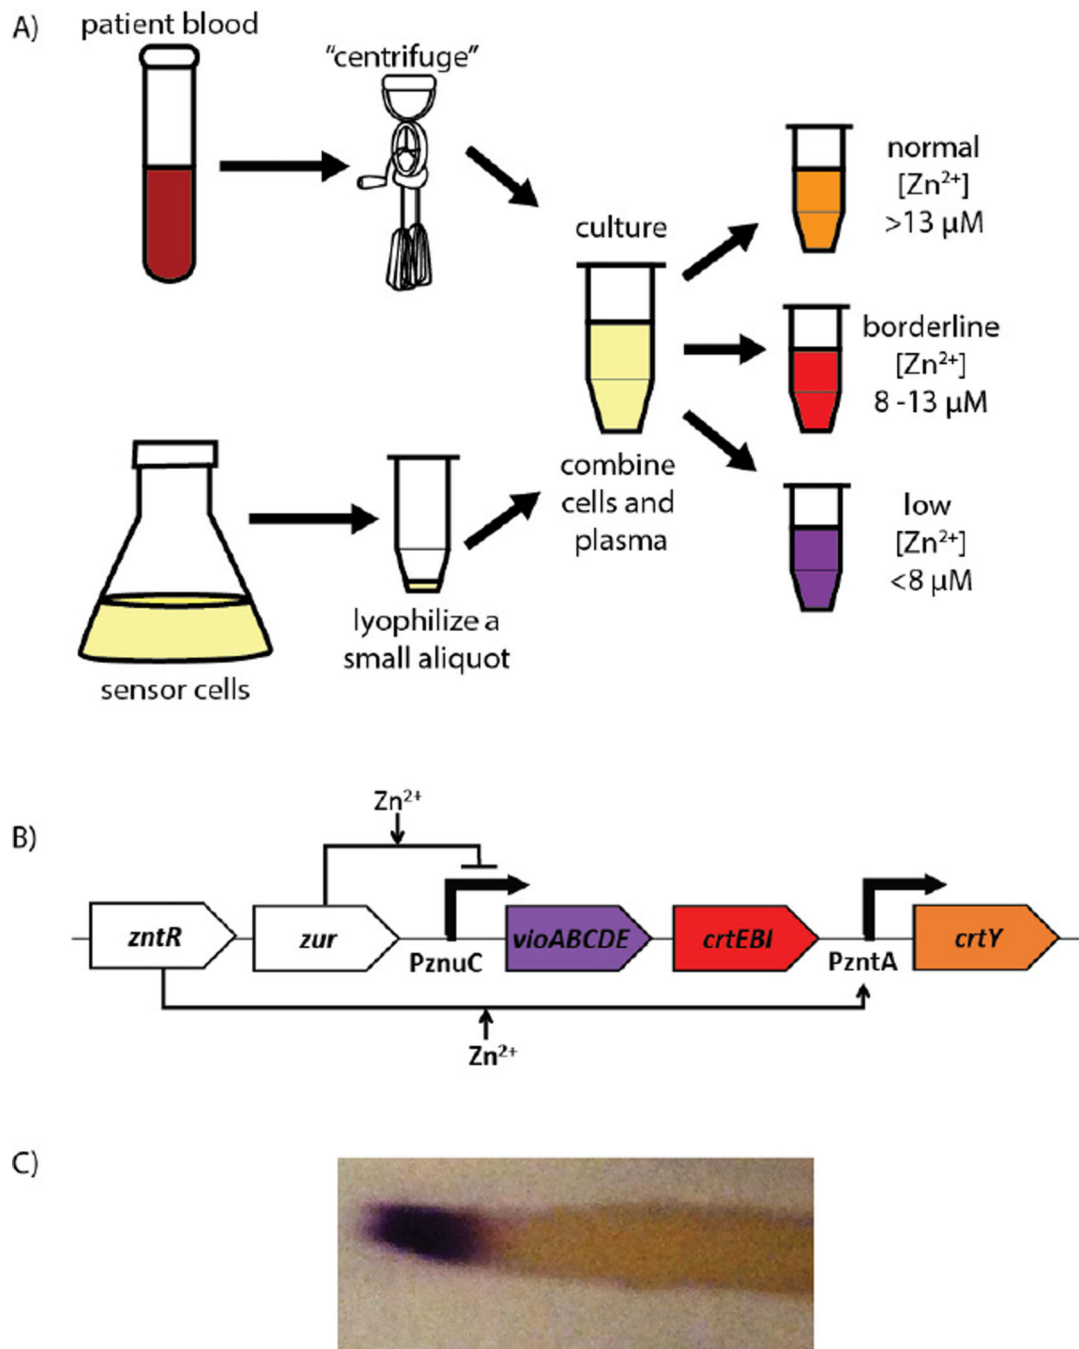 A)
patient blood
"centrifuge"
culture
combine
cells and
plasma
normal
[Zn²⁺]
>13 µM
borderline
[Zn²⁺]
8 -13 µM
low
[Zn²⁺]
<8 µM
sensor cells
lyophilize a
small aliquot
B)
Zn²⁺
zntR
zur
PznuC
vioABCDE
crtEBI
PzntA
crtY
Zn²⁺
C)